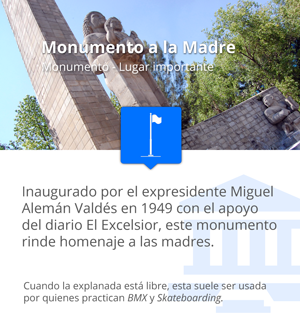 Monumento a la Madre
Monumento - Lugar importante
Inaugurado por el expresidente Miguel
Alemán Valdés en 1949 con el apoyo
del diario El Excelsior, este monumento
rinde homenaje a las madres.
Cuando la explanada está libre, esta suele ser usada
por quienes practican BMX y Skateboarding.